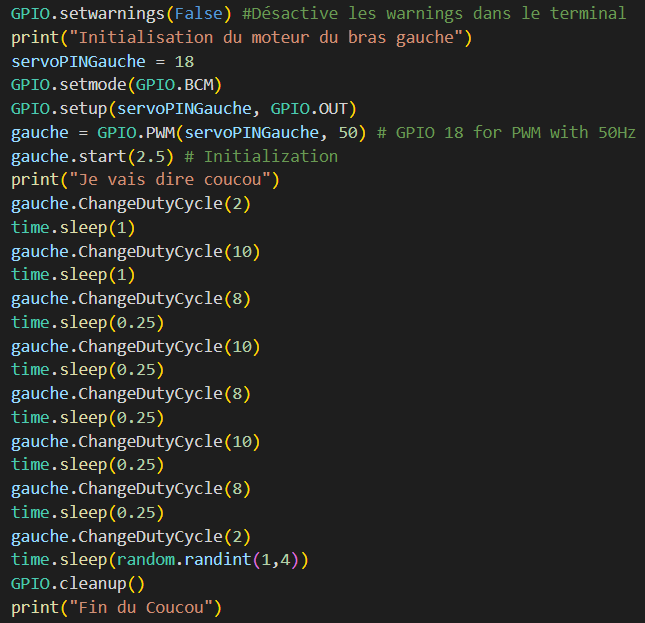 GPIO.setwarnings(False) #Désactive les warnings dans le terminal
print("Initialisation du moteur du bras gauche")
servoPINGauche = 18
GPIO.setmode(GPIO.BCM)
GPIO.setup(servoPINGauche, GPIO.OUT)
gauche = GPIO.PWM(servoPINGauche, 50) # GPIO 18 for PWM with 50Hz
gauche.start(2.5) # Initialization
print("Je vais dire coucou")
gauche.ChangeDutyCycle(2)
time.sleep(1)
gauche.ChangeDutyCycle(10)
time.sleep(1)
gauche.ChangeDutyCycle(8)
time.sleep(0.25)
gauche.ChangeDutyCycle(10)
time.sleep(0.25)
gauche.ChangeDutyCycle(8)
time.sleep(0.25)
gauche.ChangeDutyCycle(10)
time.sleep(0.25)
gauche.ChangeDutyCycle(8)
time.sleep(0.25)
gauche.ChangeDutyCycle(2)
time.sleep(random.randint(1,4))
GPIO.cleanup()
print("Fin du Coucou")